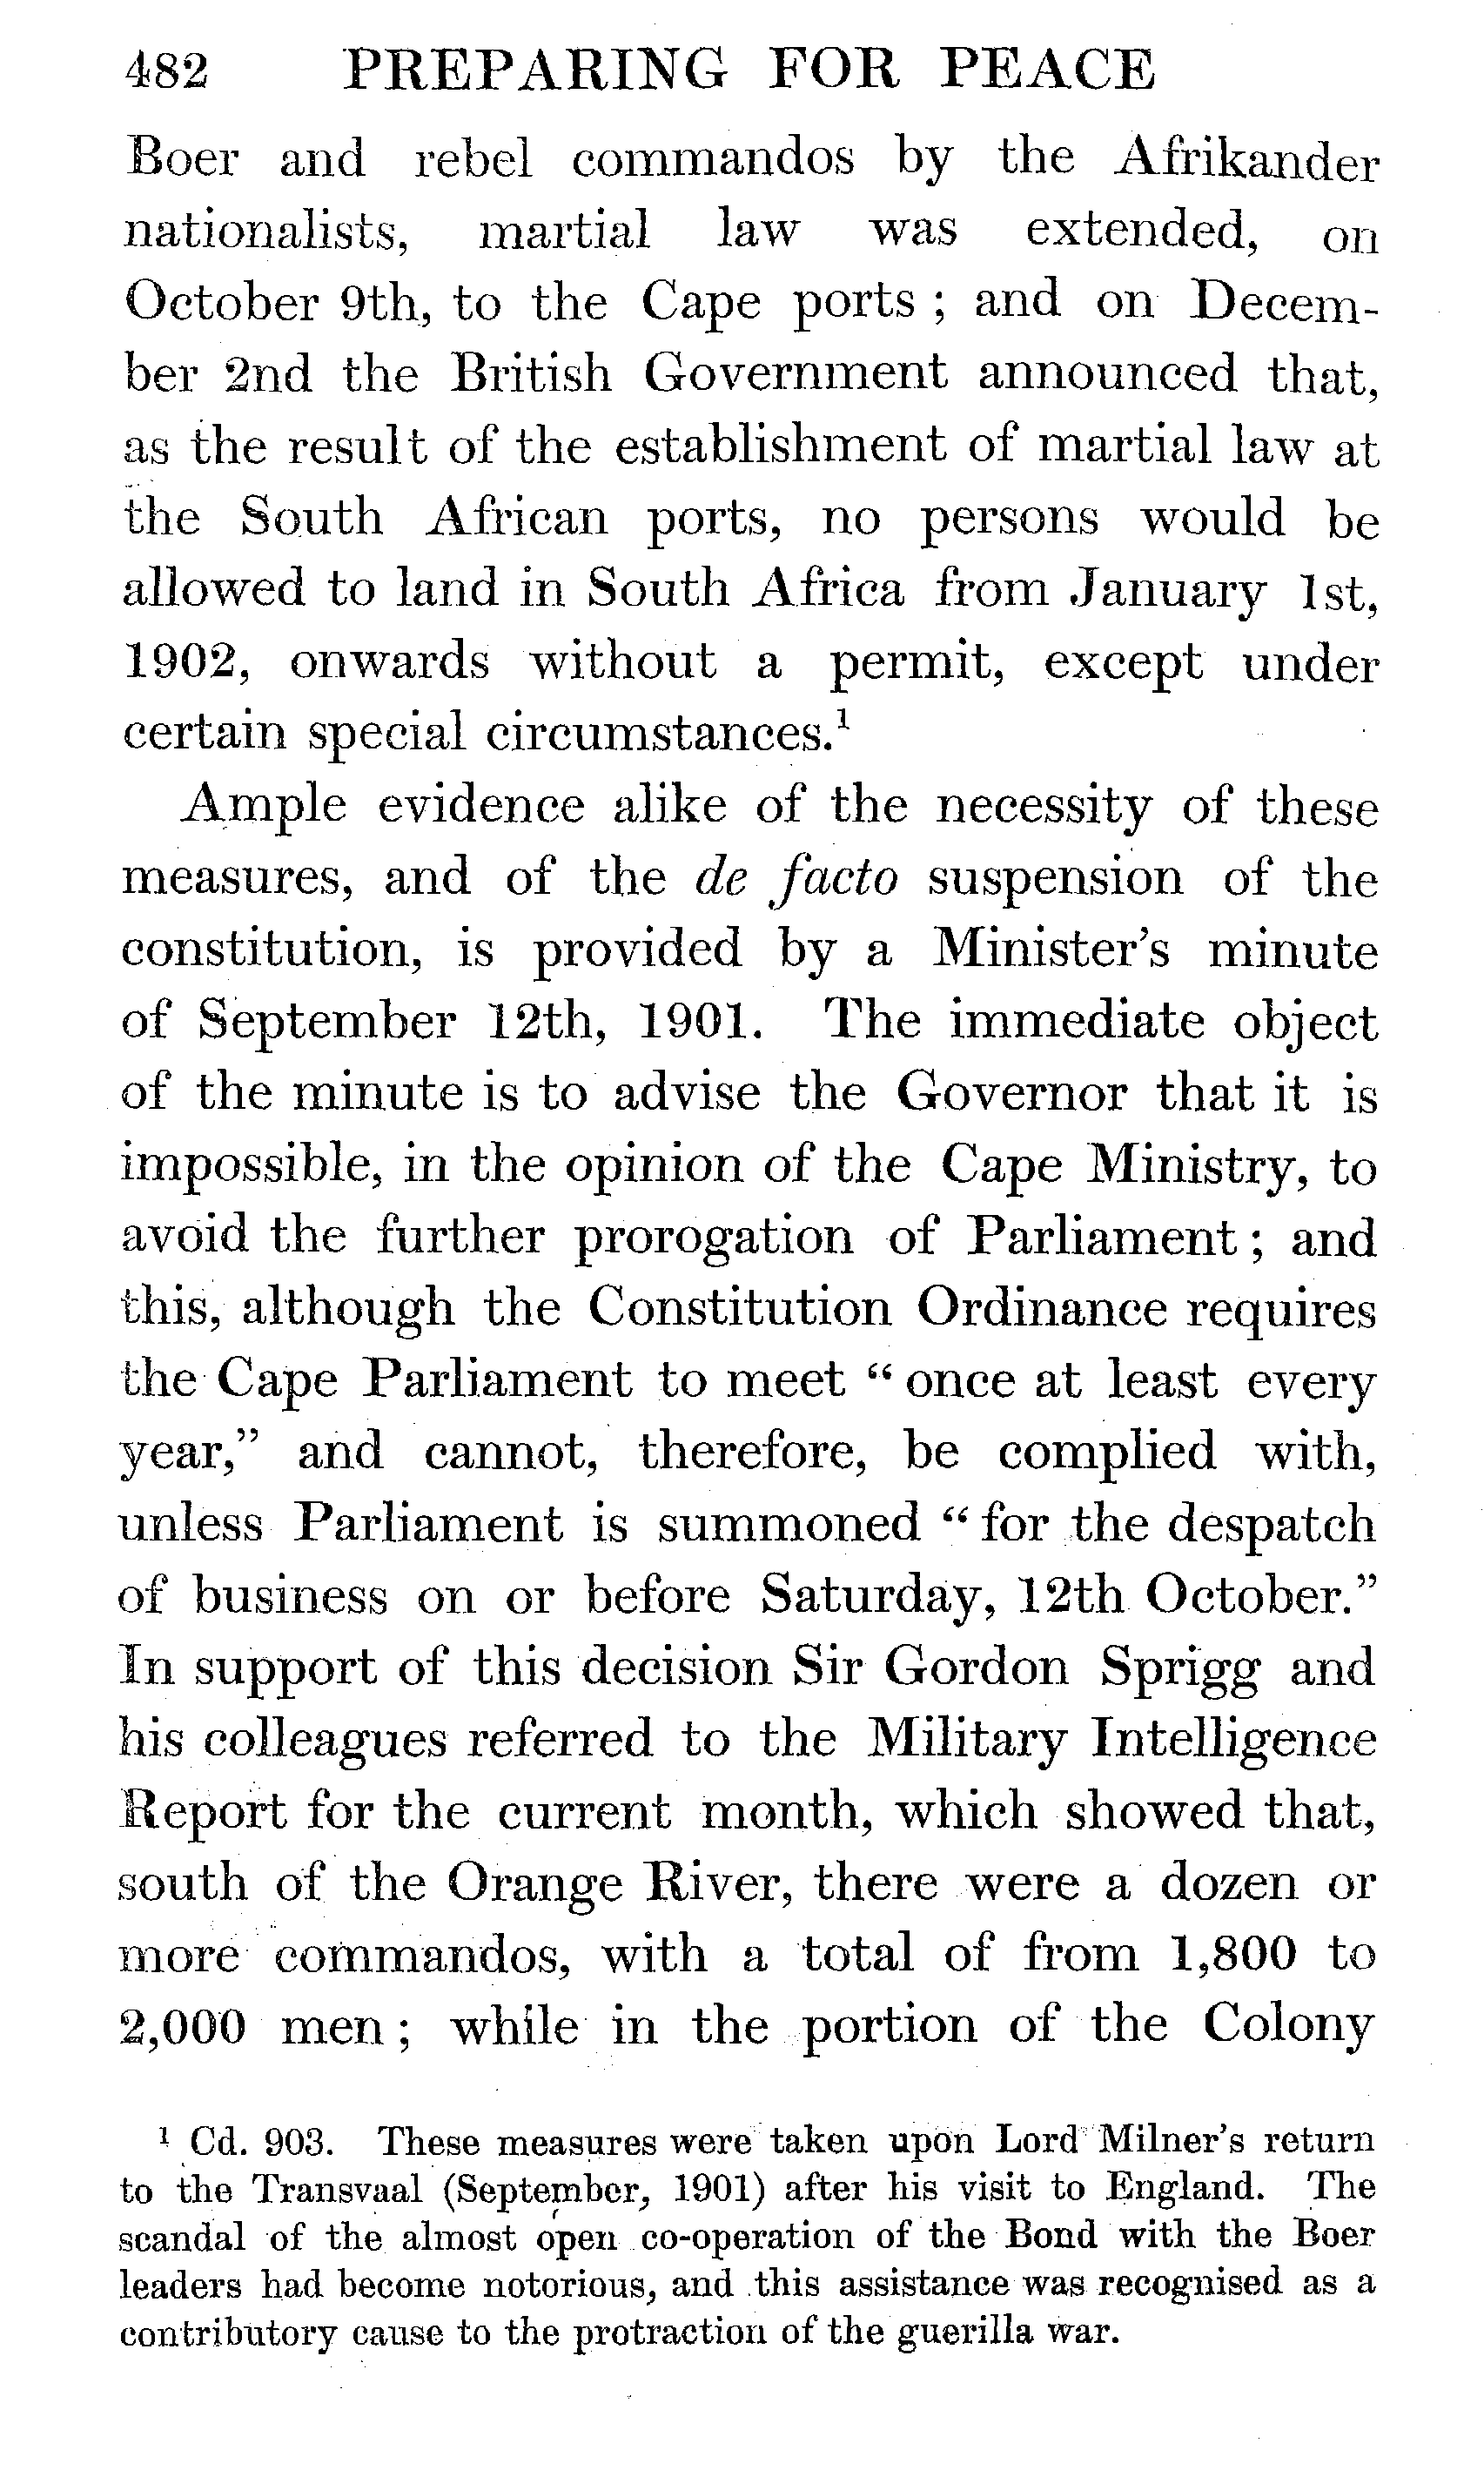 482 PREPARING FOR PEACE
Boer and rebel commandos by the Afrikander
nationalists, martial law was extended, on
October 9th, to the Cape ports ; and on Decem-
ber 2nd the British Government announced that,
as the result of the establishment of martial law at
the South African ports, no persons would be
allowed to land in South Africa from January 1st,
1902, onwards without a permit, except under
certain special circumstances.¹
Ample evidence alike of the necessity of these
measures, and of the de facto suspension of the
constitution, is provided by a Minister's minute
of September 12th, 1901. The immediate object
of the minute is to advise the Governor that it is
impossible, in the opinion of the Cape Ministry, to
avoid the further prorogation of Parliament ; and
this, although the Constitution Ordinance requires
the Cape Parliament to meet “ once at least every
year,” and cannot, therefore, be complied with,
unless Parliament is summoned “ for the despatch
of business on or before Saturday, 12th October.”
In support of this decision Sir Gordon Sprigg and
his colleagues referred to the Military Intelligence
Report for the current month, which showed that,
south of the Orange River, there were a dozen or
more commandos, with a total of from 1,800 to
2,000 men ; while in the portion of the Colony
¹ Cd. 903. These measures were taken upon Lord Milner's return
to the Transvaal (September, 1901) after his visit to England. The
scandal of the almost open co-operation of the Bond with the Boer
leaders had become notorious, and this assistance was recognised as a
contributory cause to the protraction of the guerilla war.